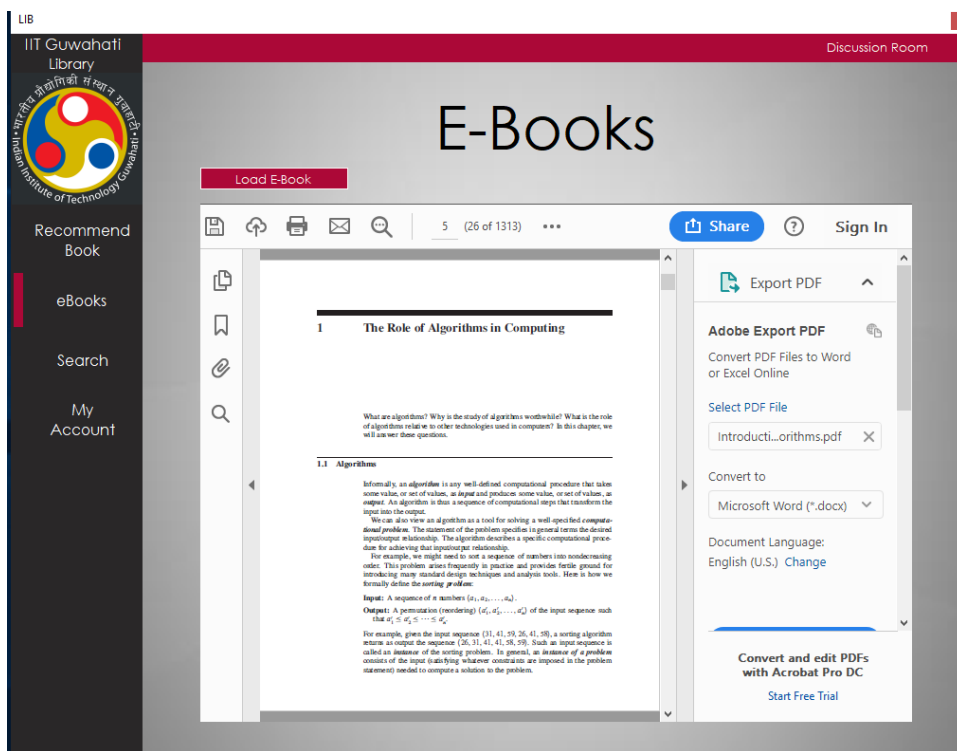 LIB
IIT Guwahati
Library
भारतीय प्रौद्योगिकी संस्थान गुवाहाटी
Indian Institute of Technology Guwahati
Recommend
Book
eBooks
Search
My
Account
Discussion Room
E-Books
Load E-Book
5 (26 of 1313)
Share
?
Sign In
1 The Role of Algorithms in Computing
What are algorithms? Why is the study of algorithms worthwhile? What is the role
of algorithms relative to other technologies used in computers? In this chapter, we
will answer these questions.
1.1 Algorithms
Informally, an algorithm is any well-defined computational procedure that takes
some value, or set of values, as input and produces some value, or set of values, as
output. An algorithm is thus a sequence of computational steps that transform the
input into the output.
We can also view an algorithm as a tool for solving a well-specified computa-
tional problem. The statement of the problem specifies in general terms the desired
input/output relationship. The algorithm describes a specific computational proce-
dure for achieving that input/output relationship.
For example, we might need to sort a sequence of numbers into nondecreasing
order. This problem arises frequently in practice and provides fertile ground for
introducing many standard design techniques and analysis tools. Here is how we
formally define the sorting problem:
Input: A sequence of n numbers ⟨a₁, a₂, . . . , aₙ⟩.
Output: A permutation (reordering) ⟨a′₁, a′₂, . . . , a′ₙ⟩ of the input sequence such
that a′₁ ≤ a′₂ ≤ · · · ≤ a′ₙ.
For example, given the input sequence ⟨31, 41, 59, 26, 41, 58⟩, a sorting algorithm
returns as output the sequence ⟨26, 31, 41, 41, 58, 59⟩. Such an input sequence is
called an instance of the sorting problem. In general, an instance of a problem
consists of the input (satisfying whatever constraints are imposed in the problem
statement) needed to compute a solution to the problem.
Export PDF
Adobe Export PDF
Convert PDF Files to Word
or Excel Online
Select PDF File
Introducti...orithms.pdf
Convert to
Microsoft Word (*.docx)
Document Language:
English (U.S.) Change
Convert and edit PDFs
with Acrobat Pro DC
Start Free Trial